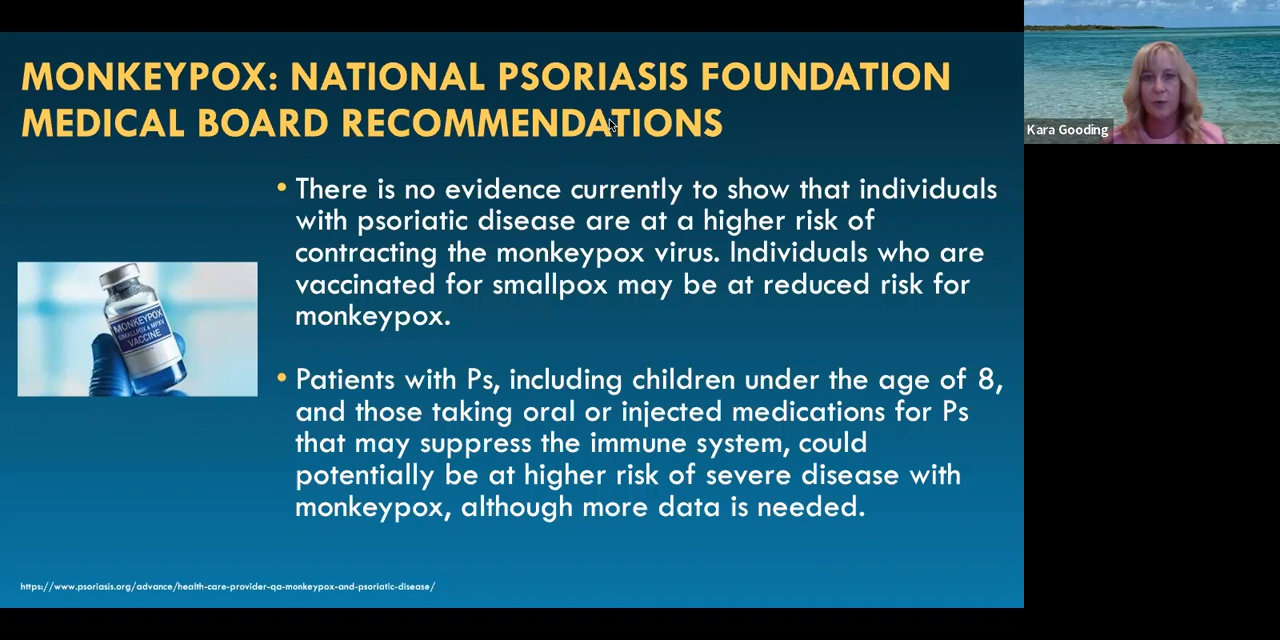 MONKEYPOX: NATIONAL PSORIASIS FOUNDATION
MEDICAL BOARD RECOMMENDATIONS
Kara Gooding
• There is no evidence currently to show that individuals
with psoriatic disease are at a higher risk of
contracting the monkeypox virus. Individuals who are
vaccinated for smallpox may be at reduced risk for
monkeypox.
MONKEYPOX
SMALLPOX & MPXV
VACCINE
• Patients with Ps, including children under the age of 8,
and those taking oral or injected medications for Ps
that may suppress the immune system, could
potentially be at higher risk of severe disease with
monkeypox, although more data is needed.
https://www.psoriasis.org/advance/health-care-provider-qa-monkeypox-and-psoriatic-disease/